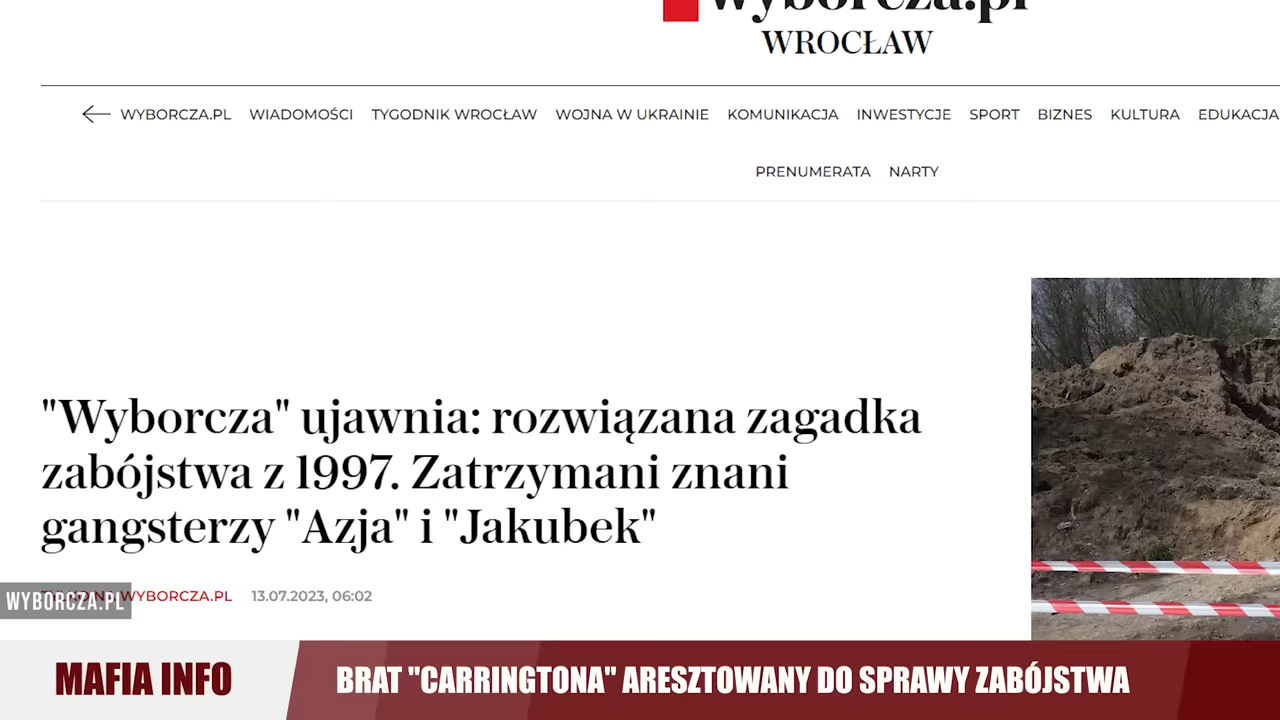 wyborcza.pl
WROCŁAW
WYBORCZA.PL WIADOMOŚCI TYGODNIK WROCŁAW WOJNA W UKRAINIE KOMUNIKACJA INWESTYCJE SPORT BIZNES KULTURA EDUKACJA
PRENUMERATA NARTY
"Wyborcza" ujawnia: rozwiązana zagadka
zabójstwa z 1997. Zatrzymani znani
gangsterzy "Azja" i "Jakubek"
WYBORCZA.PL 13.07.2023, 06:02
WYBORCZA.PL
MAFIA INFO
BRAT "CARRINGTONA" ARESZTOWANY DO SPRAWY ZABÓJSTWA